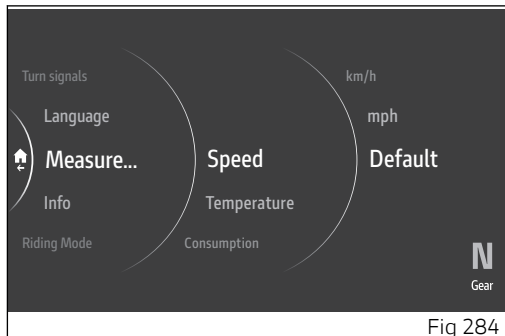 Turn signals
Language
Measure...
Info
Riding Mode
Speed
Temperature
Consumption
km/h
mph
Default
N
Gear
Fig 284